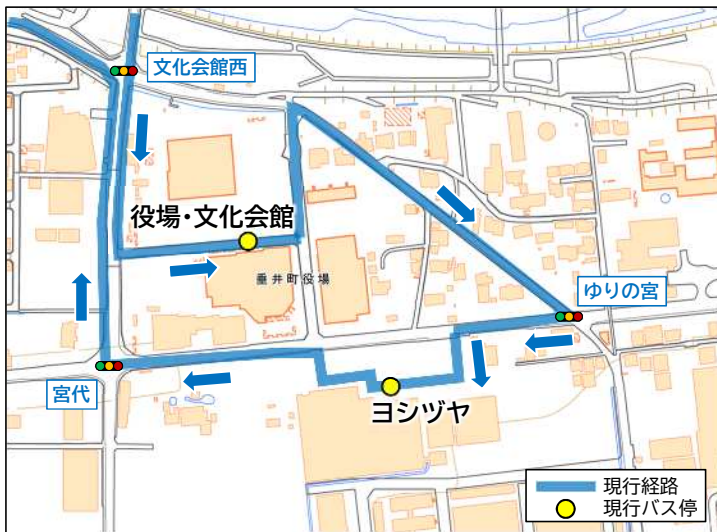 文化会館西
役場・文化会館
垂井町役場
ゆりの宮
宮代
ヨシヅヤ
現行経路
現行バス停